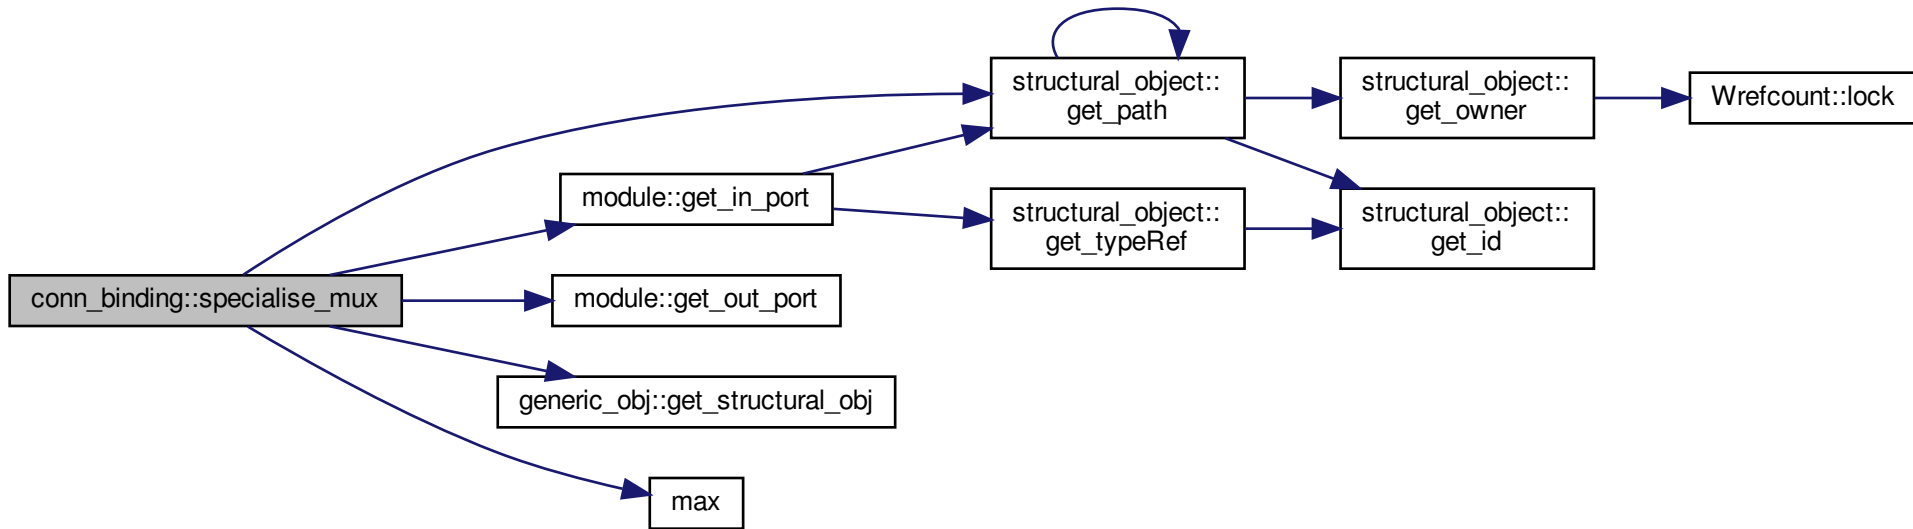 conn_binding::specialise_mux
structural_object::
get_path
module::get_in_port
structural_object::
get_typeRef
module::get_out_port
generic_obj::get_structural_obj
max
structural_object::
get_owner
structural_object::
get_id
Wrefcount::lock